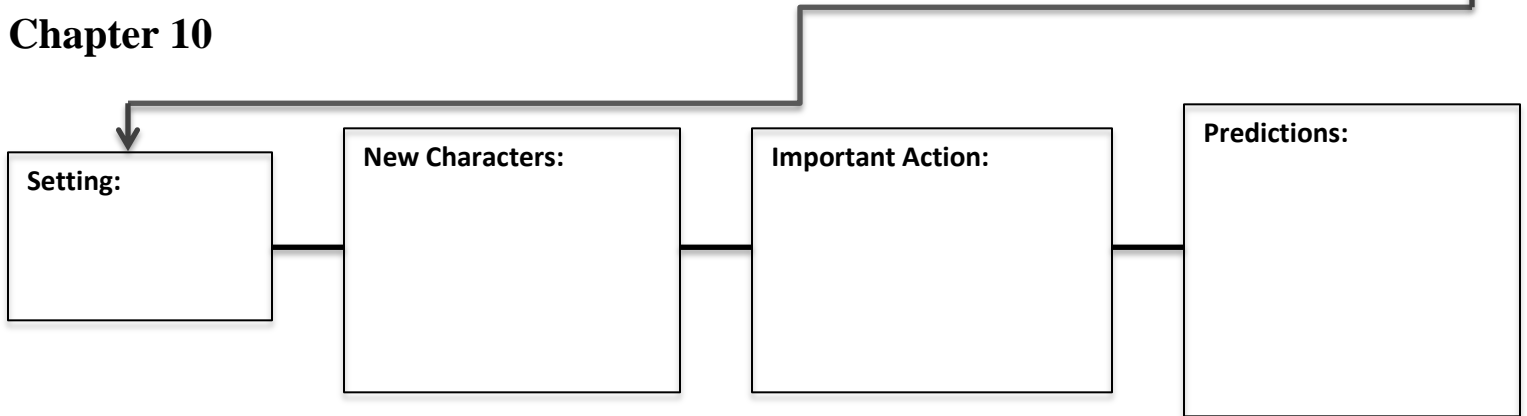 Chapter 10
Setting:
New Characters:
Important Action:
Predictions: